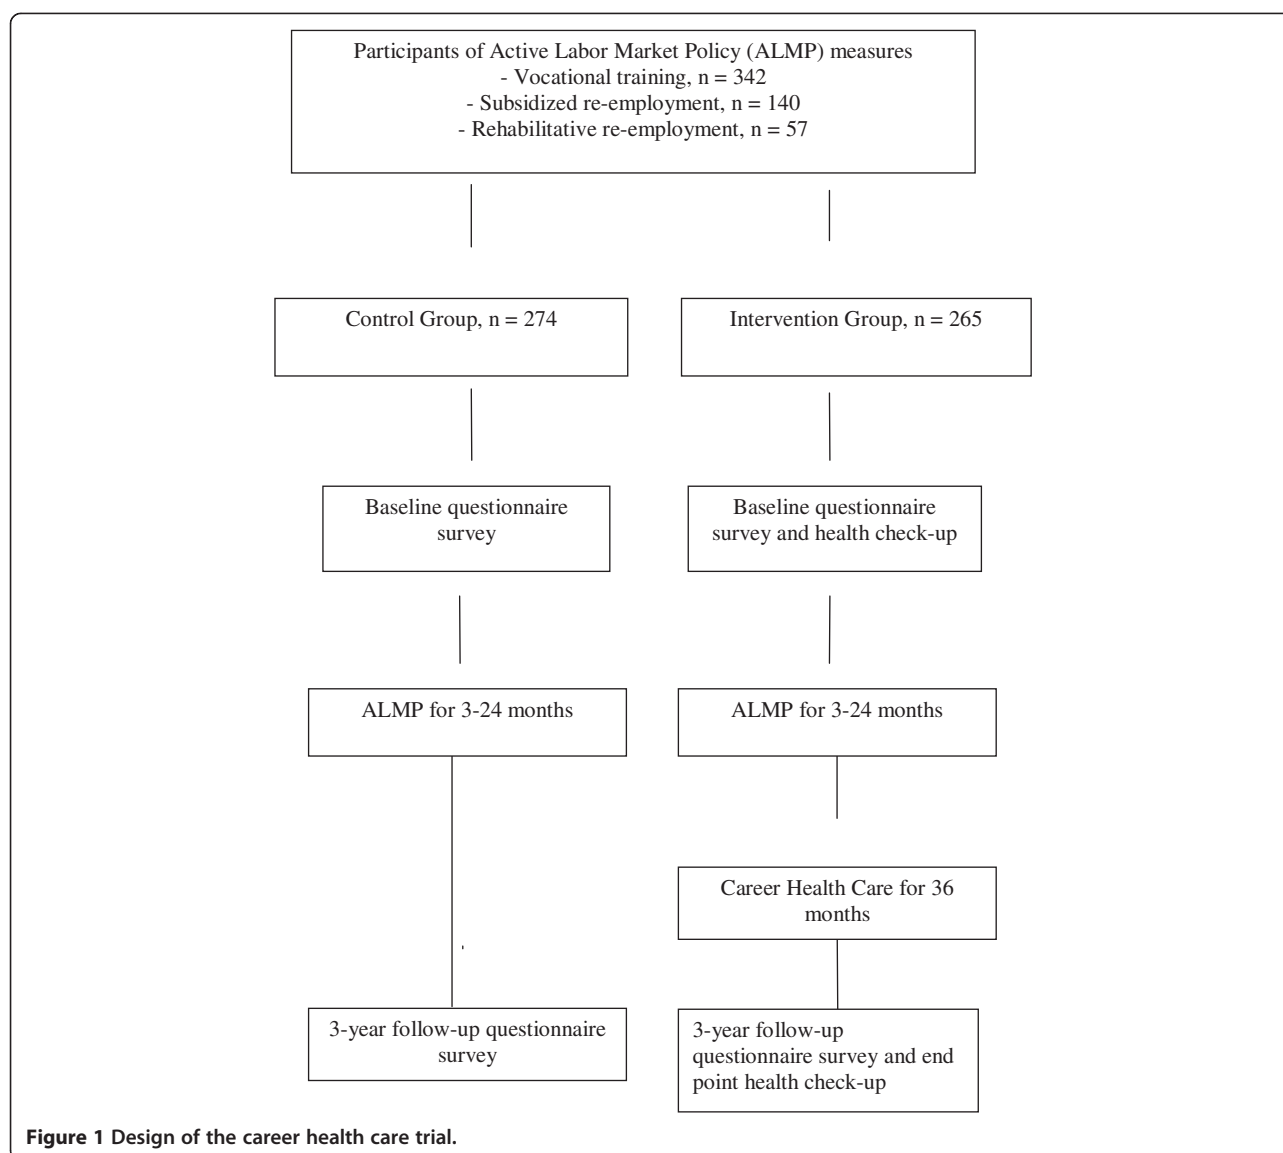 Participants of Active Labor Market Policy (ALMP) measures
- Vocational training, n = 342
- Subsidized re-employment, n = 140
- Rehabilitative re-employment, n = 57
Control Group, n = 274
Intervention Group, n = 265
Baseline questionnaire
survey
Baseline questionnaire
survey and health check-up
ALMP for 3-24 months
ALMP for 3-24 months
Career Health Care for 36
months
3-year follow-up questionnaire
survey
3-year follow-up
questionnaire survey and end
point health check-up
Figure 1 Design of the career health care trial.